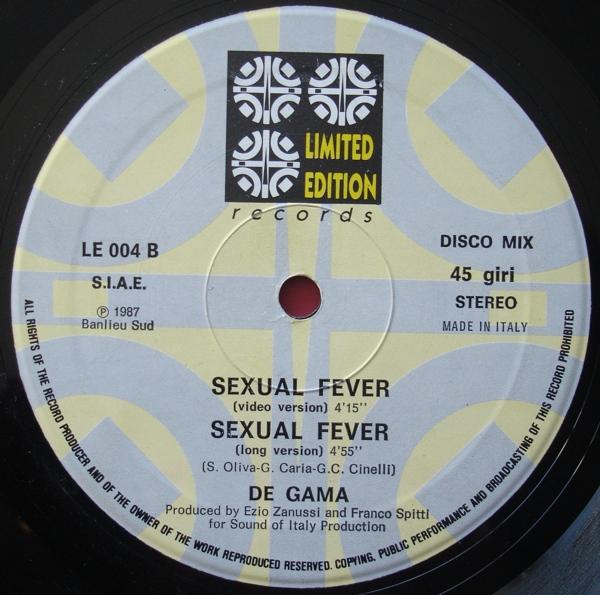 LIMITED
EDITION
records
LE 004 B
S.I.A.E.
℗ 1987
Banlieu Sud
DISCO MIX
45 giri
STEREO
MADE IN ITALY
SEXUAL FEVER
(video version) 4'15''
SEXUAL FEVER
(long version) 4'55''
(S. Oliva-G. Caria-G.C. Cinelli)
DE GAMA
Produced by Ezio Zanussi and Franco Spitti
for Sound of Italy Production
ALL RIGHTS OF THE RECORD PRODUCER AND OF THE OWNER OF THE WORK REPRODUCED RESERVED. COPYING, PUBLIC PERFORMANCE AND BROADCASTING OF THIS RECORD PROHIBITED